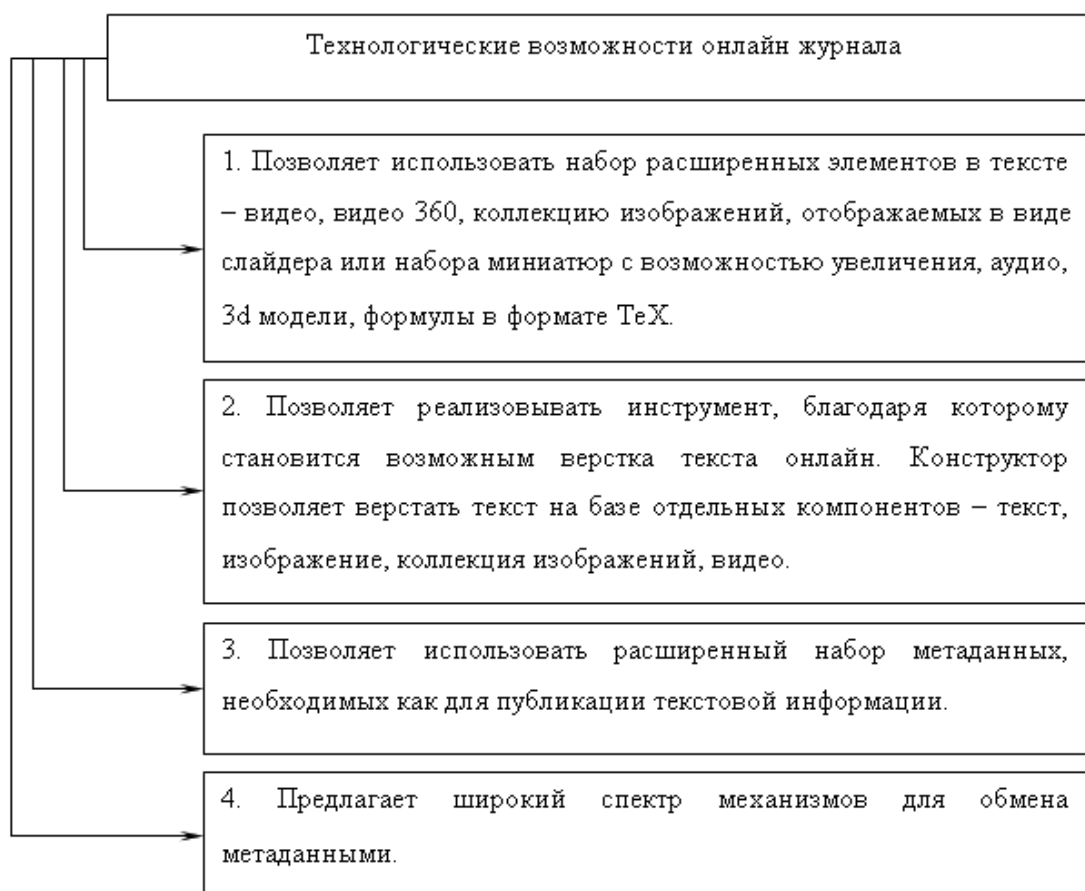 Технологические возможности онлайн журнала
1. Позволяет использовать набор расширенных элементов в тексте
– видео, видео 360, коллекцию изображений, отображаемых в виде
слайдера или набора миниатюр с возможностью увеличения, аудио,
3d модели, формулы в формате TeX.
2. Позволяет реализовывать инструмент, благодаря которому
становится возможным верстка текста онлайн. Конструктор
позволяет верстать текст на базе отдельных компонентов – текст,
изображение, коллекция изображений, видео.
3. Позволяет использовать расширенный набор метаданных,
необходимых как для публикации текстовой информации.
4. Предлагает широкий спектр механизмов для обмена
метаданными.